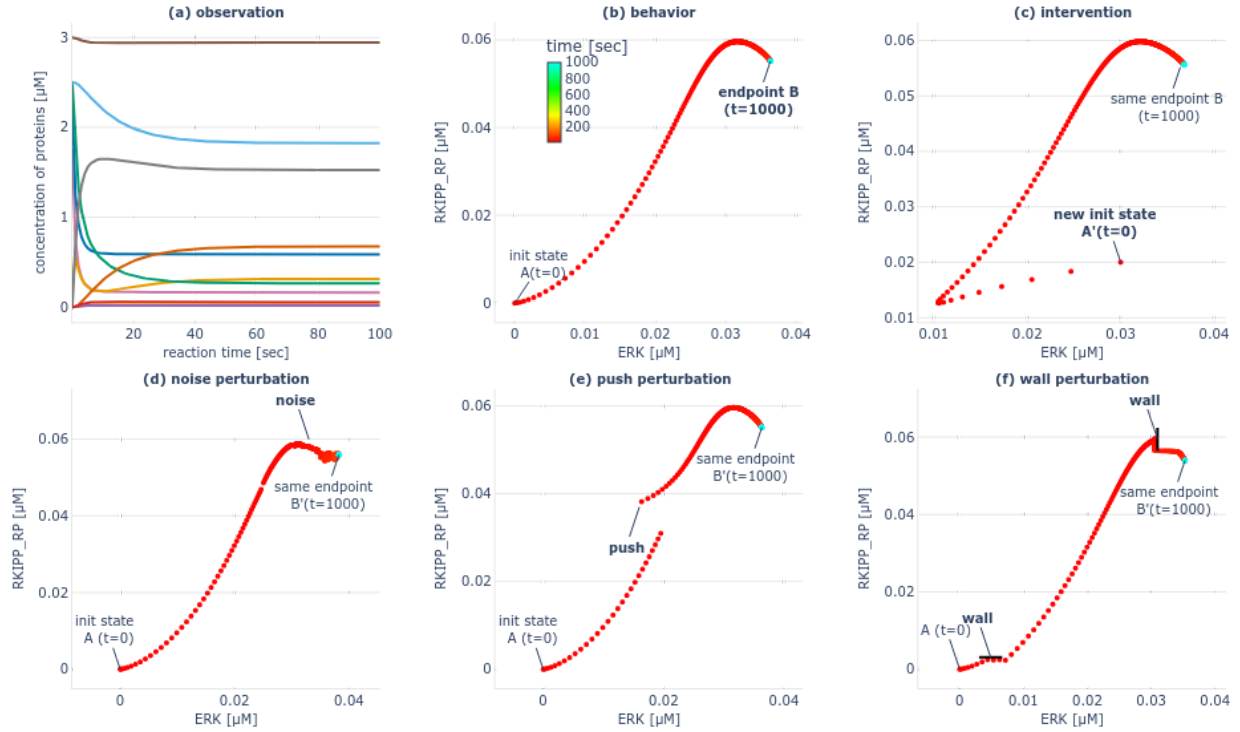 (a) observation
concentration of proteins [μM]
3
2
1
0
20
40
60
80
100
reaction time [sec]
(b) behavior
RKIPP_RP [μM]
0.06
0.04
0.02
0
time [sec]
1000
800
600
400
200
endpoint B
(t=1000)
init state
A(t=0)
0
0.01
0.02
0.03
0.04
ERK [μM]
(c) intervention
RKIPP_RP [μM]
0.06
0.05
0.04
0.03
0.02
0.01
same endpoint B
(t=1000)
new init state
A'(t=0)
0.01
0.02
0.03
0.04
ERK [μM]
(d) noise perturbation
noise
RKIPP_RP [μM]
0.06
0.04
0.02
0
same endpoint
B'(t=1000)
init state
A (t=0)
0
0.02
0.04
ERK [μM]
(e) push perturbation
RKIPP_RP [μM]
0.06
0.04
0.02
0
same endpoint
B'(t=1000)
push
init state
A (t=0)
0
0.02
0.04
ERK [μM]
(f) wall perturbation
wall
RKIPP_RP [μM]
0.06
0.04
0.02
0
same endpoint
B'(t=1000)
A (t=0)
wall
0
0.01
0.02
0.03
0.04
ERK [μM]